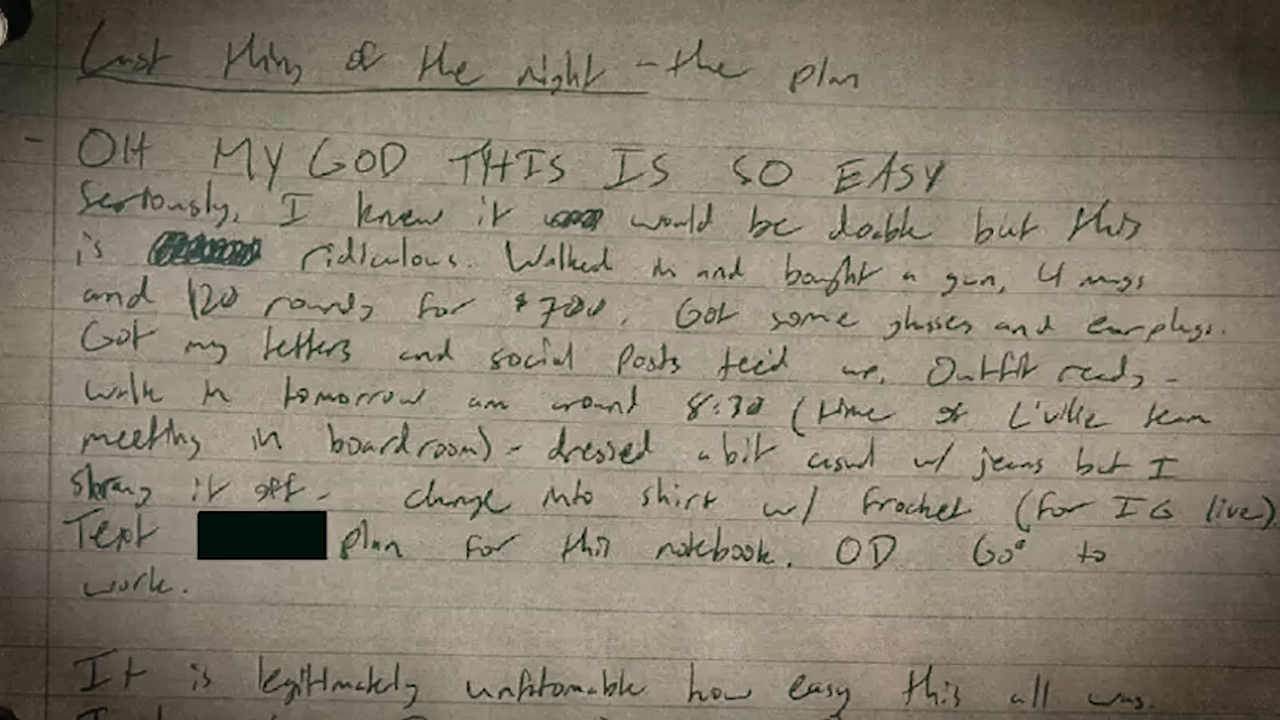 Last thing of the night - the plan
- OH MY GOD THIS IS SO EASY
Seriously, I knew it would be doable but this
is ridiculous. Walked in and bought a gun, 4 mags
and 120 rounds for $700. Got some glasses and earplugs.
Got my letters and social posts teed up. Outfit ready -
walk in tomorrow am around 8:30 (time of L'ville team
meeting in boardroom) - dressed a bit casual w/ jeans but I
it off - change into shirt w/ (for IG live)
Text plan for this notebook. OD Go to
work.
It is legitimately unfatomable how easy this all was.